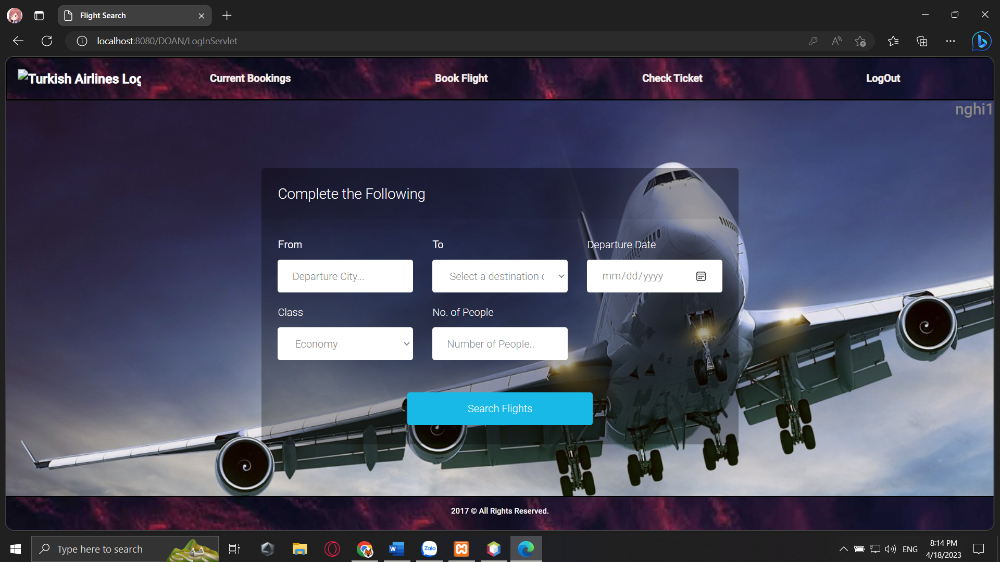 Flight Search
localhost:8080/DOAN/LogInServlet
Turkish Airlines Log
Current Bookings
Book Flight
Check Ticket
LogOut
nghi1
Complete the Following
From
To
Departure Date
Departure City...
Select a destination c
mm/dd/yyyy
Class
No. of People
Economy
Number of People..
Search Flights
2017 © All Rights Reserved.
Type here to search
Zalo
ENG
8:14 PM
4/18/2023